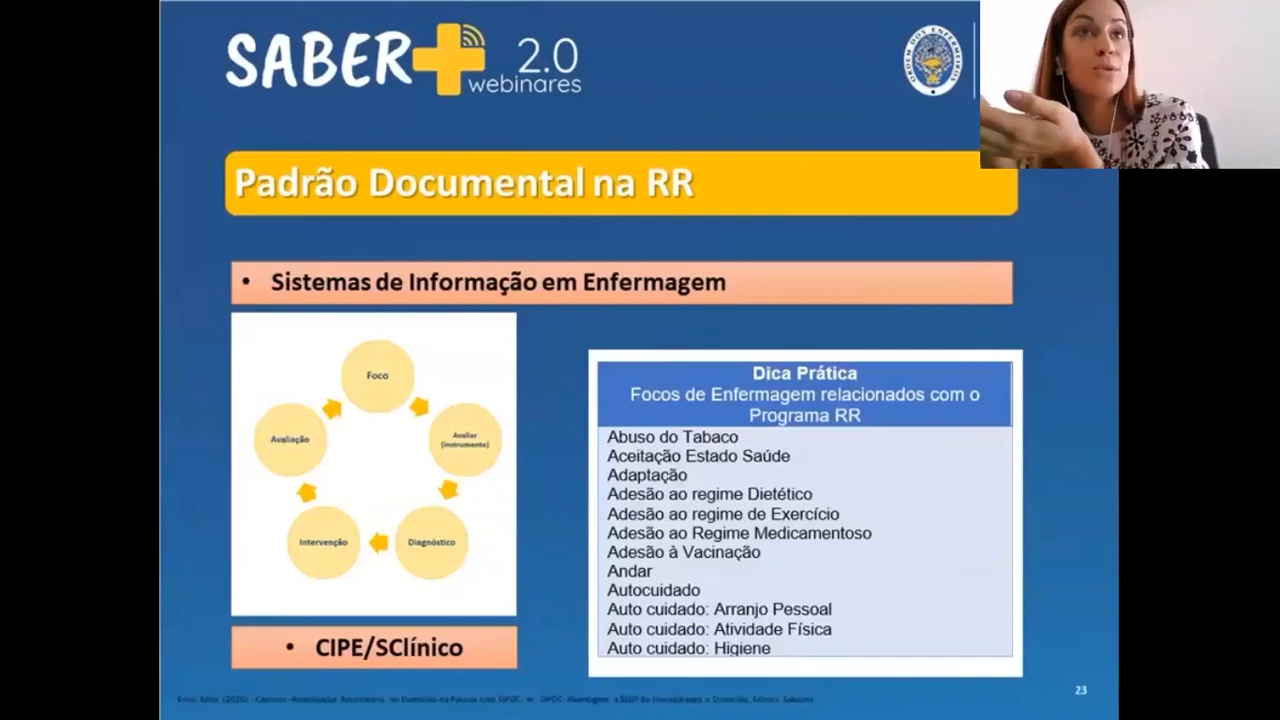 SABER+ 2.0
webinares
ORDEM DOS ENFERMEIROS
Padrão Documental na RR
• Sistemas de Informação em Enfermagem
Foco
Avaliar
(instrumento)
Diagnóstico
Intervenção
Avaliação
• CIPE/SClínico
Dica Prática
Focos de Enfermagem relacionados com o
Programa RR
Abuso do Tabaco
Aceitação Estado Saúde
Adaptação
Adesão ao regime Dietético
Adesão ao regime de Exercício
Adesão ao Regime Medicamentoso
Adesão à Vacinação
Andar
Autocuidado
Auto cuidado: Arranjo Pessoal
Auto cuidado: Atividade Física
Auto cuidado: Higiene
23